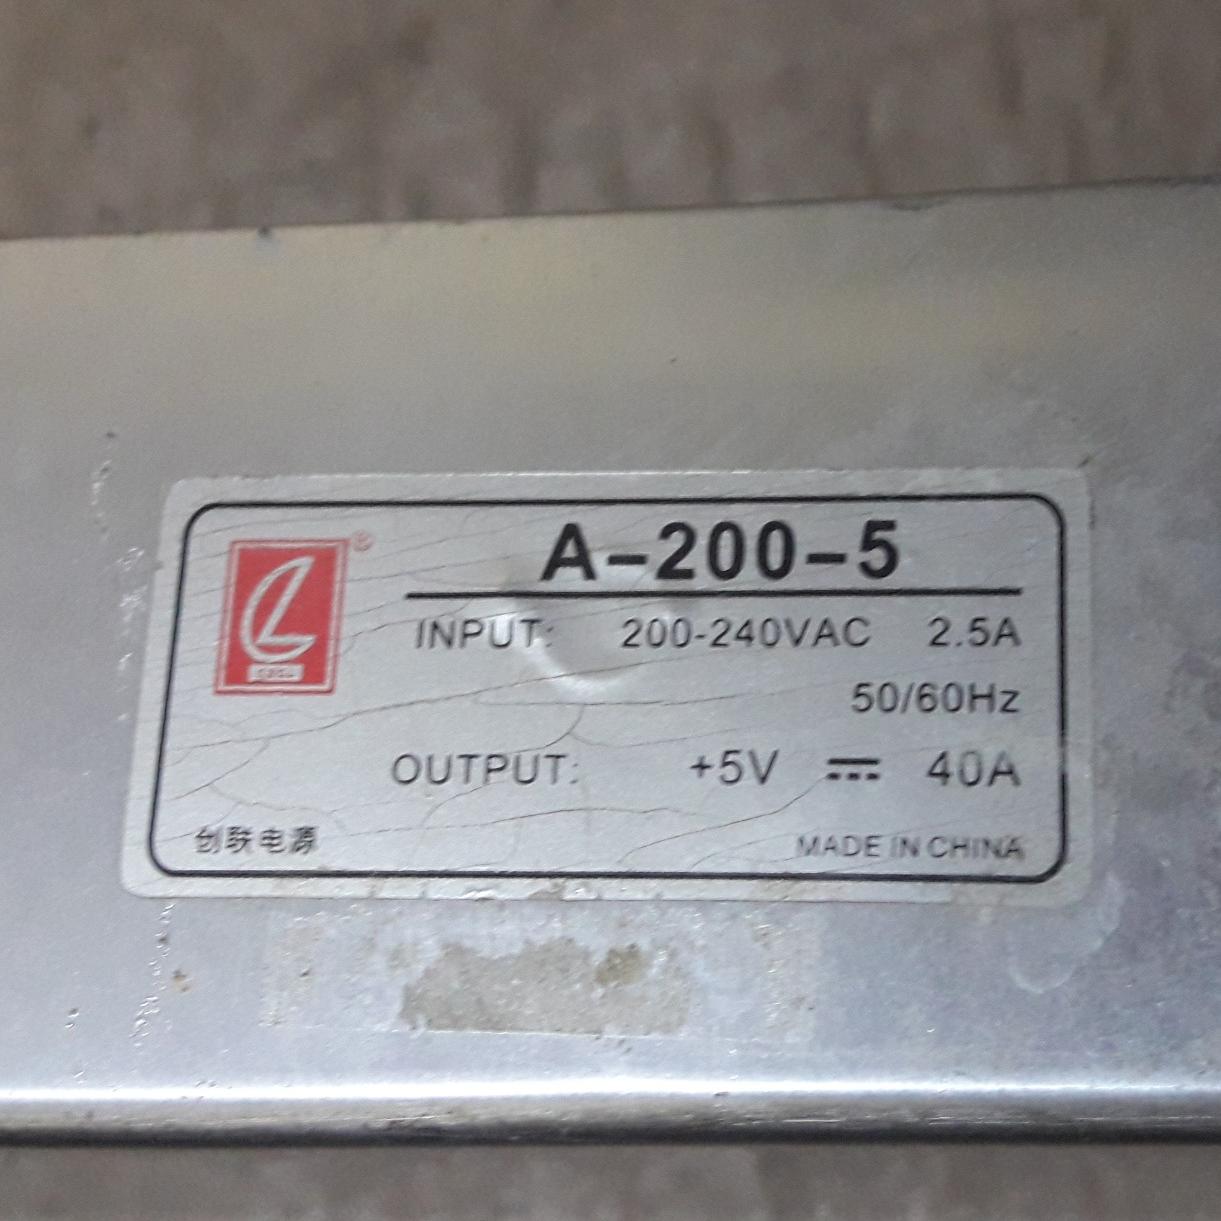 A-200-5
INPUT: 200-240VAC 2.5A
50/60Hz
OUTPUT: +5V ⎓ 40A
创联电源
MADE IN CHINA